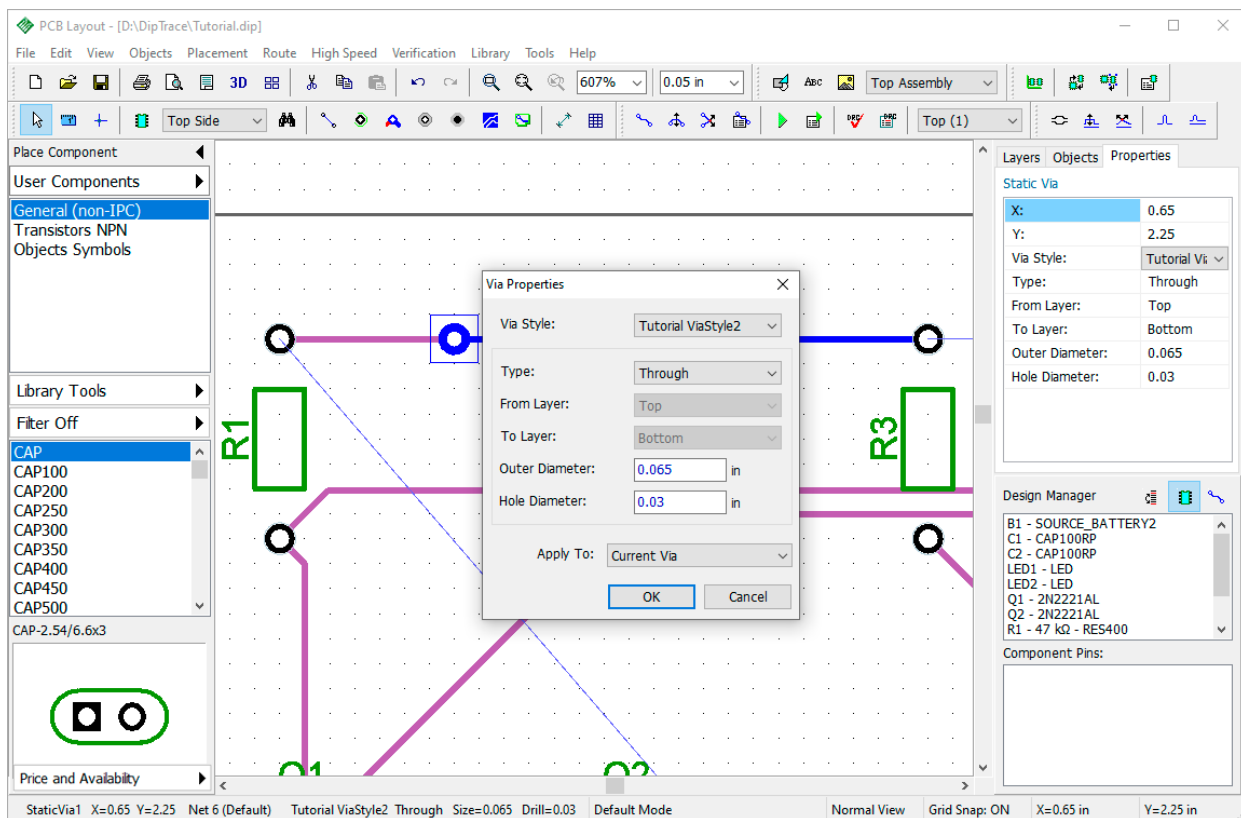 PCB Layout - [D:\DipTrace\Tutorial.dip]
File Edit View Objects Placement Route High Speed Verification Library Tools Help
3D 607% 0.05 in ABC Top Assembly
Top Side DRC DRC Top (1)
Place Component
User Components
General (non-IPC)
Transistors NPN
Objects Symbols
Library Tools
Filter Off
CAP
CAP100
CAP200
CAP250
CAP300
CAP350
CAP400
CAP450
CAP500
CAP-2.54/6.6x3
Price and Availabilty
R1
R3
Q1
Q2
Via Properties
Via Style: Tutorial ViaStyle2
Type: Through
From Layer: Top
To Layer: Bottom
Outer Diameter: 0.065 in
Hole Diameter: 0.03 in
Apply To: Current Via
OK Cancel
Layers Objects Properties
Static Via
X: 0.65
Y: 2.25
Via Style: Tutorial Vi
Type: Through
From Layer: Top
To Layer: Bottom
Outer Diameter: 0.065
Hole Diameter: 0.03
Design Manager
B1 - SOURCE_BATTERY2
C1 - CAP100RP
C2 - CAP100RP
LED1 - LED
LED2 - LED
Q1 - 2N2221AL
Q2 - 2N2221AL
R1 - 47 kΩ - RES400
Component Pins:
StaticVia1 X=0.65 Y=2.25 Net 6 (Default) Tutorial ViaStyle2 Through Size=0.065 Drill=0.03 Default Mode Normal View Grid Snap: ON X=0.65 in Y=2.25 in